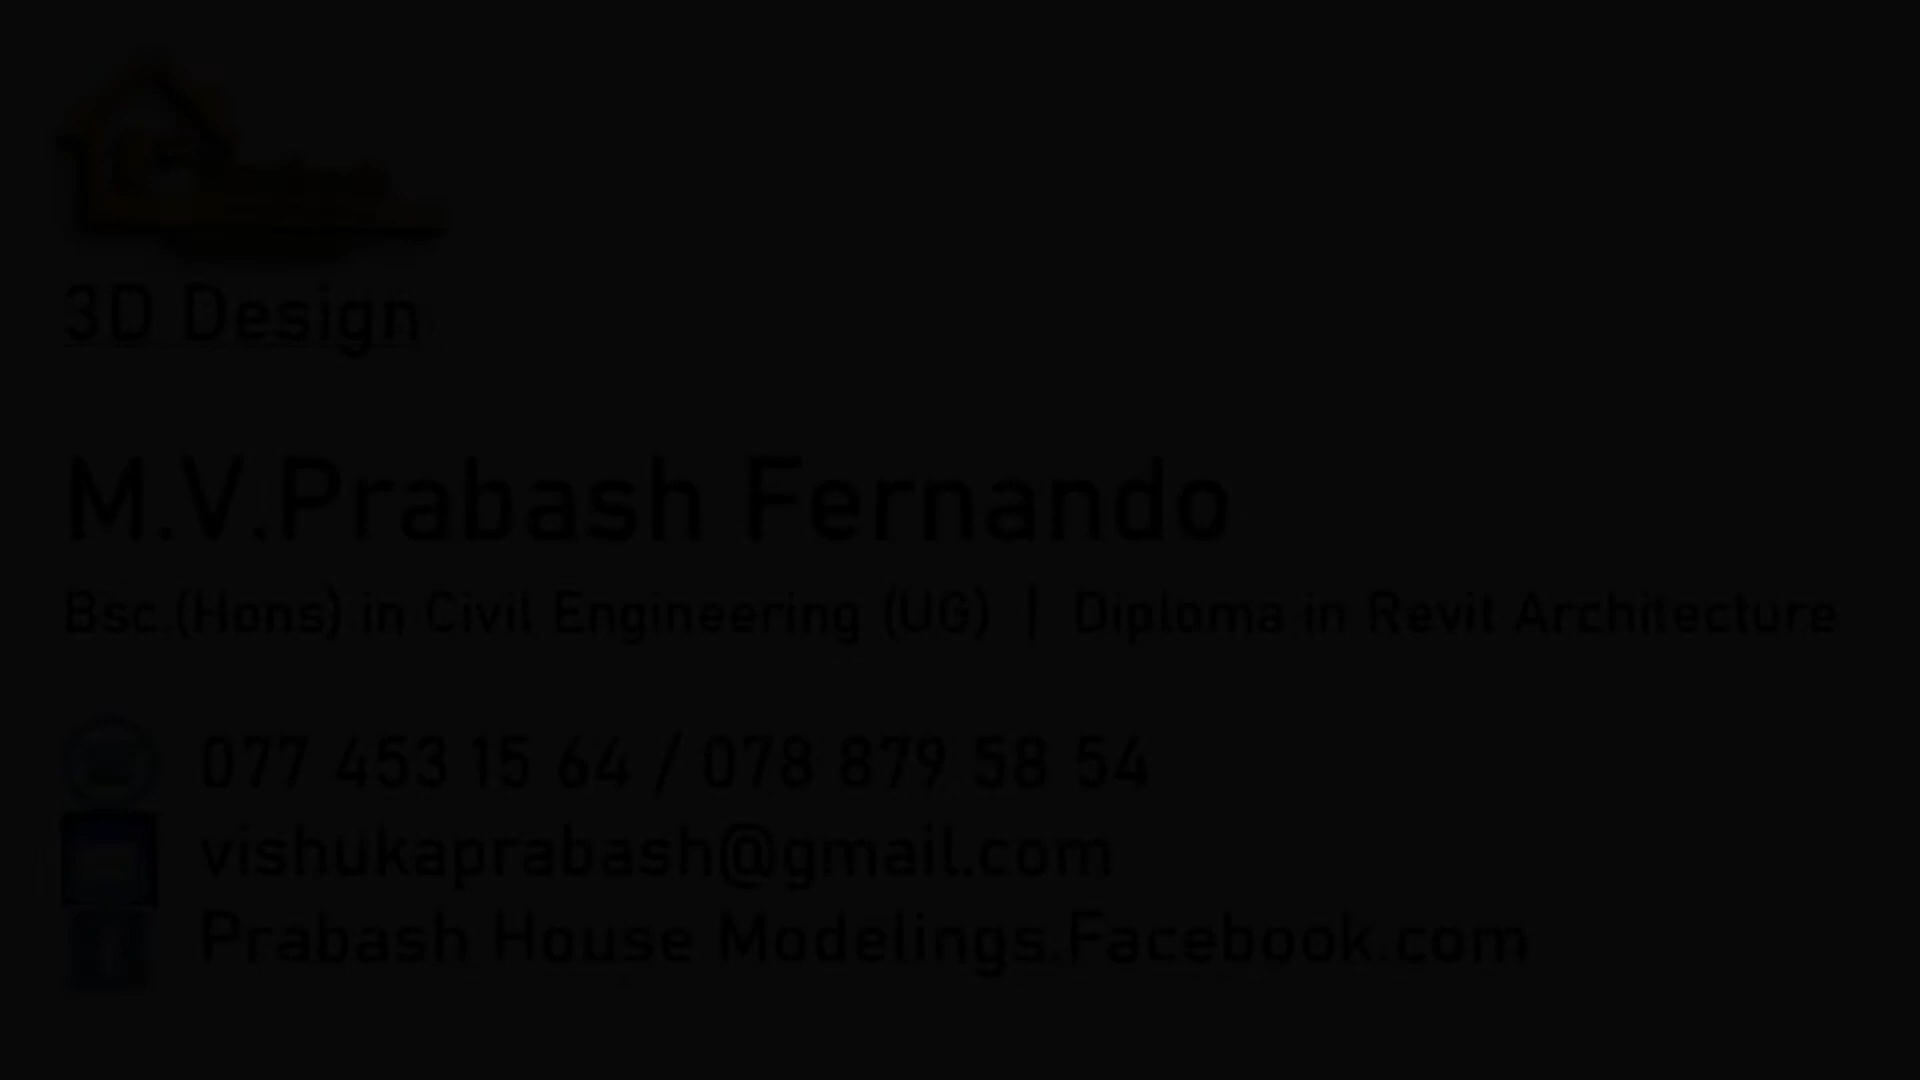 3D Design
M.V.Prabash Fernando
Bsc.(Hons) in Civil Engineering (UG) | Diploma in Revit Architecture
077 453 15 64 / 078 879 58 54
vishukaprabash@gmail.com
Prabash House Modelings.Facebook.com